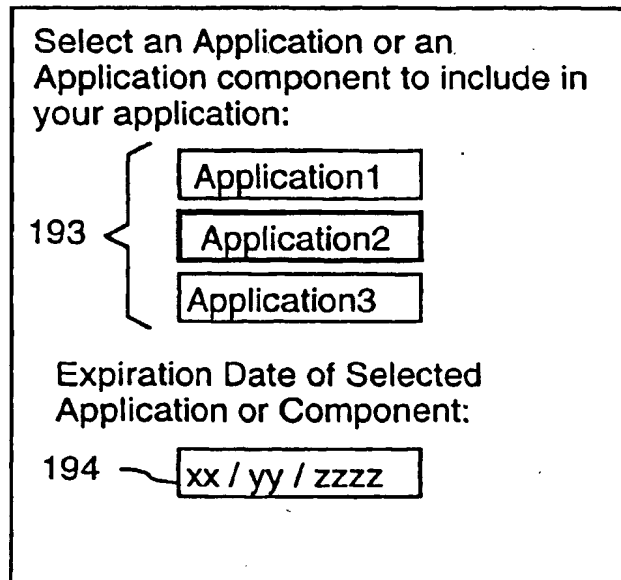 Select an Application or an
Application component to include in
your application:
Application1
193
Application2
Application3
Expiration Date of Selected
Application or Component:
194
xx / yy / zzzz